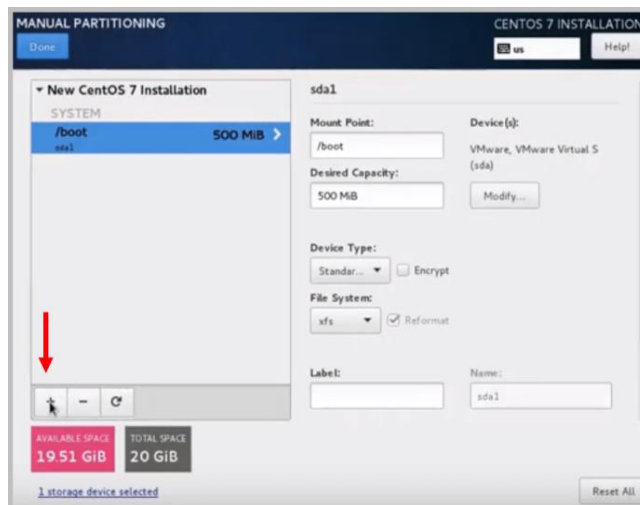 MANUAL PARTITIONING
CENTOS 7 INSTALLATION
Done
us
Help!
New CentOS 7 Installation
SYSTEM
/boot
500 MiB
sda1
sda1
Mount Point:
/boot
Device(s):
VMware, VMware Virtual S
(sda)
Desired Capacity:
500 MiB
Modify...
Device Type:
Standar...
Encrypt
File System:
xfs
Reformat
Label:
Name:
sda1
+ −
AVAILABLE SPACE
19.51 GiB
TOTAL SPACE
20 GiB
1 storage device selected
Reset All